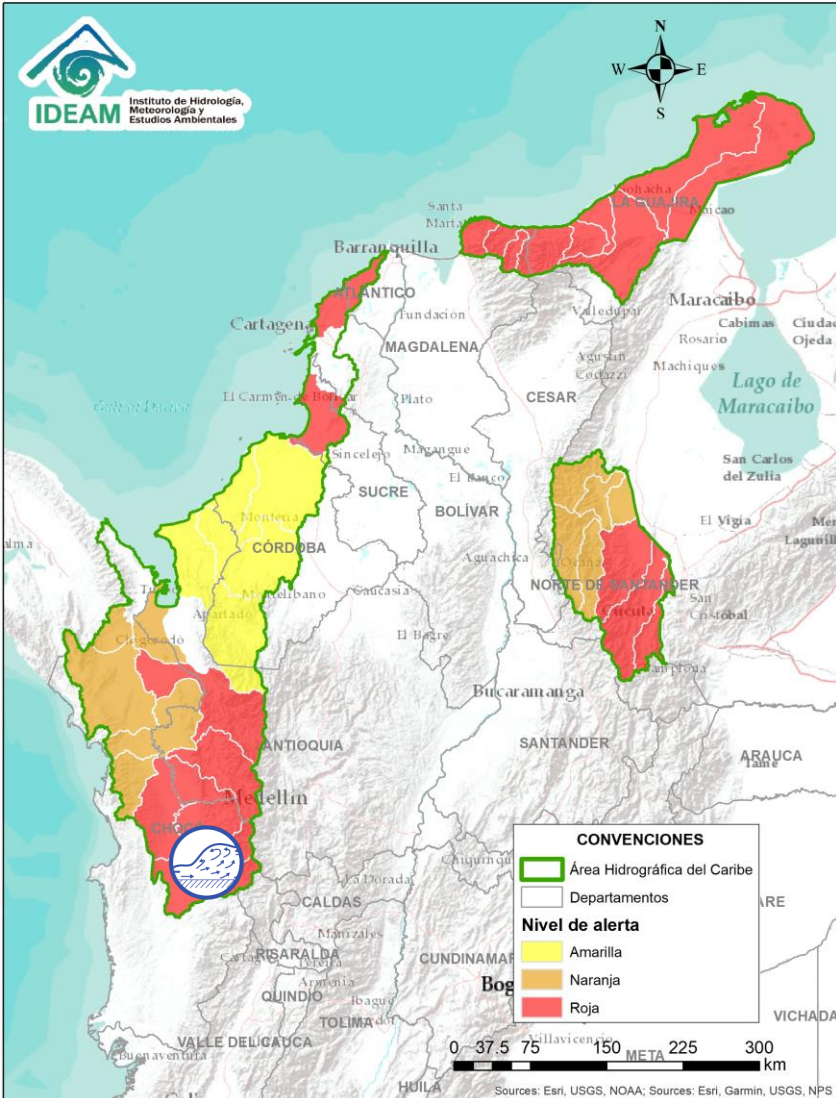 IDEAM
Instituto de Hidrología,
Meteorología y
Estudios Ambientales
N
W
E
S
Santa
Marta
Riohacha
LA GUAJIRA
Maicao
Barranquilla
ATLÁNTICO
Cartagena
Fundación
Maracaibo
Valledupar
Cabimas
Ciudad
Ojeda
Rosario
MAGDALENA
Agustín
Codazzi
Machiques
Lago de
Maracaibo
El Carmen de Bolívar
Plato
CESAR
Sincelejo
Magangué
San Carlos
del Zulia
El Banco
SUCRE
BOLÍVAR
Montería
El Vigía
CÓRDOBA
Aguachica
Ocaña
NORTE DE SANTANDER
Montelibano
Caucasia
San
Cristóbal
Cúcuta
Apartadó
Chigorodó
El Bagre
Pamplona
Bucaramanga
ANTIOQUIA
SANTANDER
ARAUCA
Tame
Medellín
CHOCÓ
La Dorada
CALDAS
Manizales
RISARALDA
CUNDINAMAR
Armenia
QUINDIO
Ibagué
TOLIMA
VALLE DEL CAUCA
Buenaventura
Villavicencio
META
HUILA
VICHADA
CONVENCIONES
Área Hidrográfica del Caribe
Departamentos
Nivel de alerta
Amarilla
Naranja
Roja
0 37.5 75 150 225 300
km
Sources: Esri, USGS, NOAA; Sources: Esri, Garmin, USGS, NPS